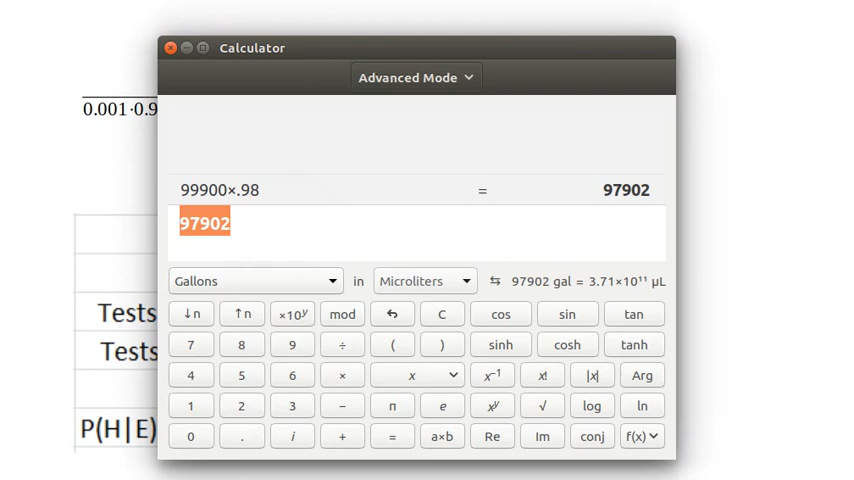 Calculator
Advanced Mode
0.001·0.9
99900×.98 = 97902
97902
Gallons in Microliters ⇆ 97902 gal = 3.71×10¹¹ µL
↓n ↑n ×10ʸ mod C cos sin tan
7 8 9 ÷ ( ) sinh cosh tanh
Tests
4 5 6 × x x⁻¹ x! |x| Arg
Tests
1 2 3 − π e xʸ √ log ln
P(H|E)
0 . i + = a×b Re Im conj f(x)